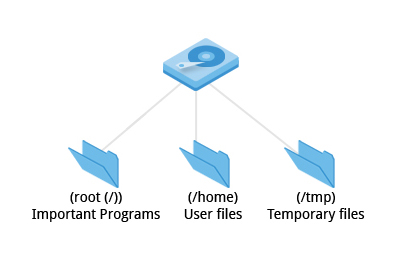 (root (/))
Important Programs
(/home)
User files
(/tmp)
Temporary files